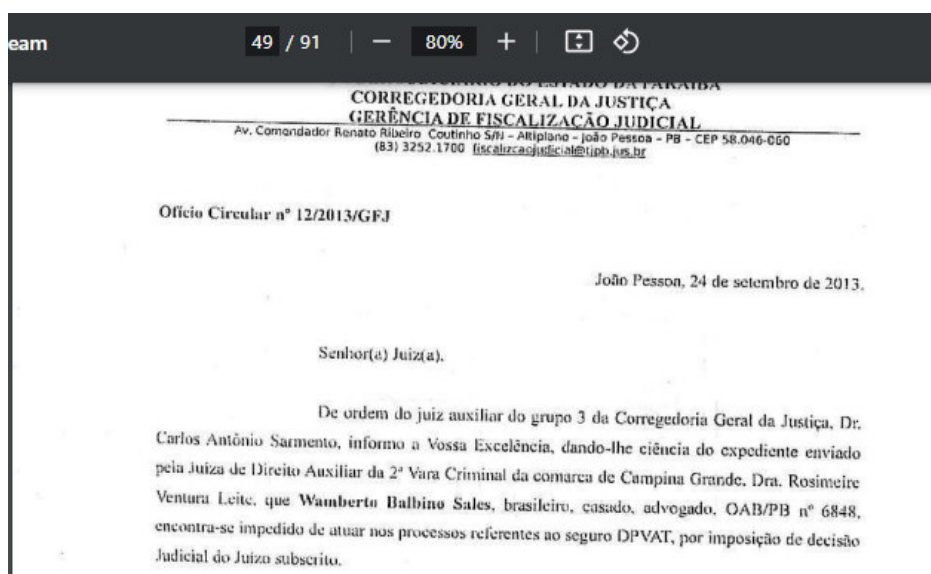 eam 49 / 91 | − 80% + |
DO ESTADO DA PARAÍBA
CORREGEDORIA GERAL DA JUSTIÇA
GERÊNCIA DE FISCALIZAÇÃO JUDICIAL
Av. Comendador Renato Ribeiro Coutinho S/N – Altiplano – João Pessoa – PB – CEP 58.046-060
(83) 3252.1700 fiscalizcaojudicial@tjpb.jus.br
Ofício Circular nº 12/2013/GFJ
João Pessoa, 24 de setembro de 2013.
Senhor(a) Juiz(a).
De ordem do juiz auxiliar do grupo 3 da Corregedoria Geral da Justiça, Dr.
Carlos Antônio Sarmento, informo a Vossa Excelência, dando-lhe ciência do expediente enviado
pela Juiza de Direito Auxiliar da 2ª Vara Criminal da comarca de Campina Grande, Dra. Rosimeire
Ventura Leite, que Wamberto Balbino Sales, brasileiro, casado, advogado, OAB/PB nº 6848,
encontra-se impedido de atuar nos processos referentes ao seguro DPVAT, por imposição de decisão
Judicial do Juízo subscrito.